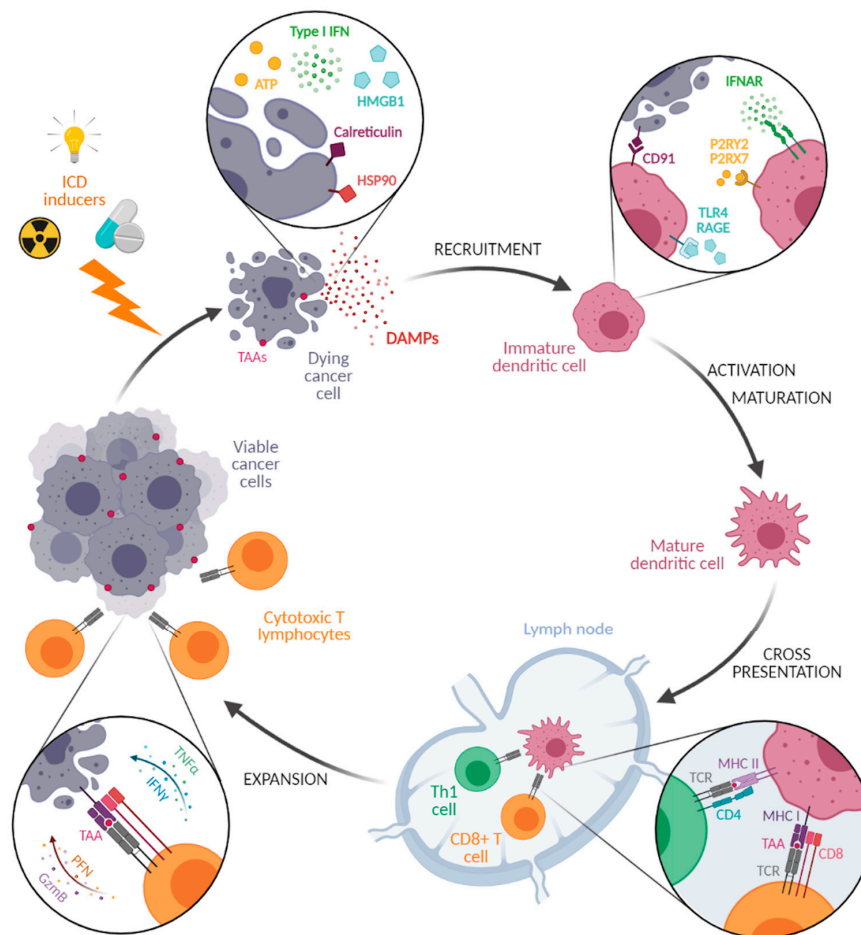 Type I IFN
ATP
HMGB1
Calreticulin
HSP90
IFNAR
P2RY2
P2RX7
CD91
TLR4
RAGE
ICD
inducers
RECRUITMENT
TAAs
Dying
cancer
cell
DAMPs
Immature
dendritic cell
ACTIVATION
MATURATION
Viable
cancer
cells
Mature
dendritic cell
Cytotoxic T
lymphocytes
Lymph node
CROSS
PRESENTATION
EXPANSION
Th1
cell
CD8+ T
cell
TNFα
IFNγ
TAA
PFN
GzmB
TCR
MHC II
CD4
MHC I
TAA
CD8
TCR